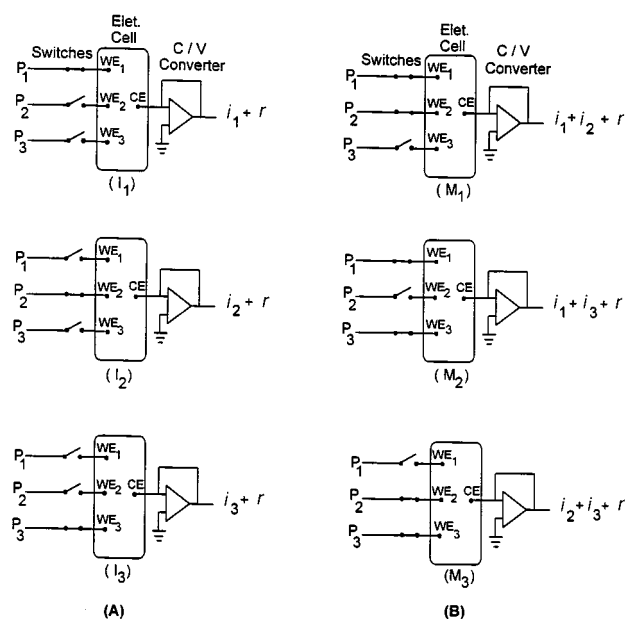 Elet.
Cell
C / V
Converter
Switches
P1
WE1
P2
WE2
CE
i1 + r
P3
WE3
( I1)
P1
WE1
P2
WE2
CE
i2 + r
P3
WE3
( I2)
P1
WE1
P2
WE2
CE
i3 + r
P3
WE3
( I3)
(A)
Elet.
Cell
C / V
Converter
Switches
P1
WE1
P2
WE2
CE
i1 + i2 + r
P3
WE3
( M1)
P1
WE1
P2
WE2
CE
i1 + i3 + r
P3
WE3
( M2)
P1
WE1
P2
WE2
CE
i2 + i3 + r
P3
WE3
(M3)
(B)